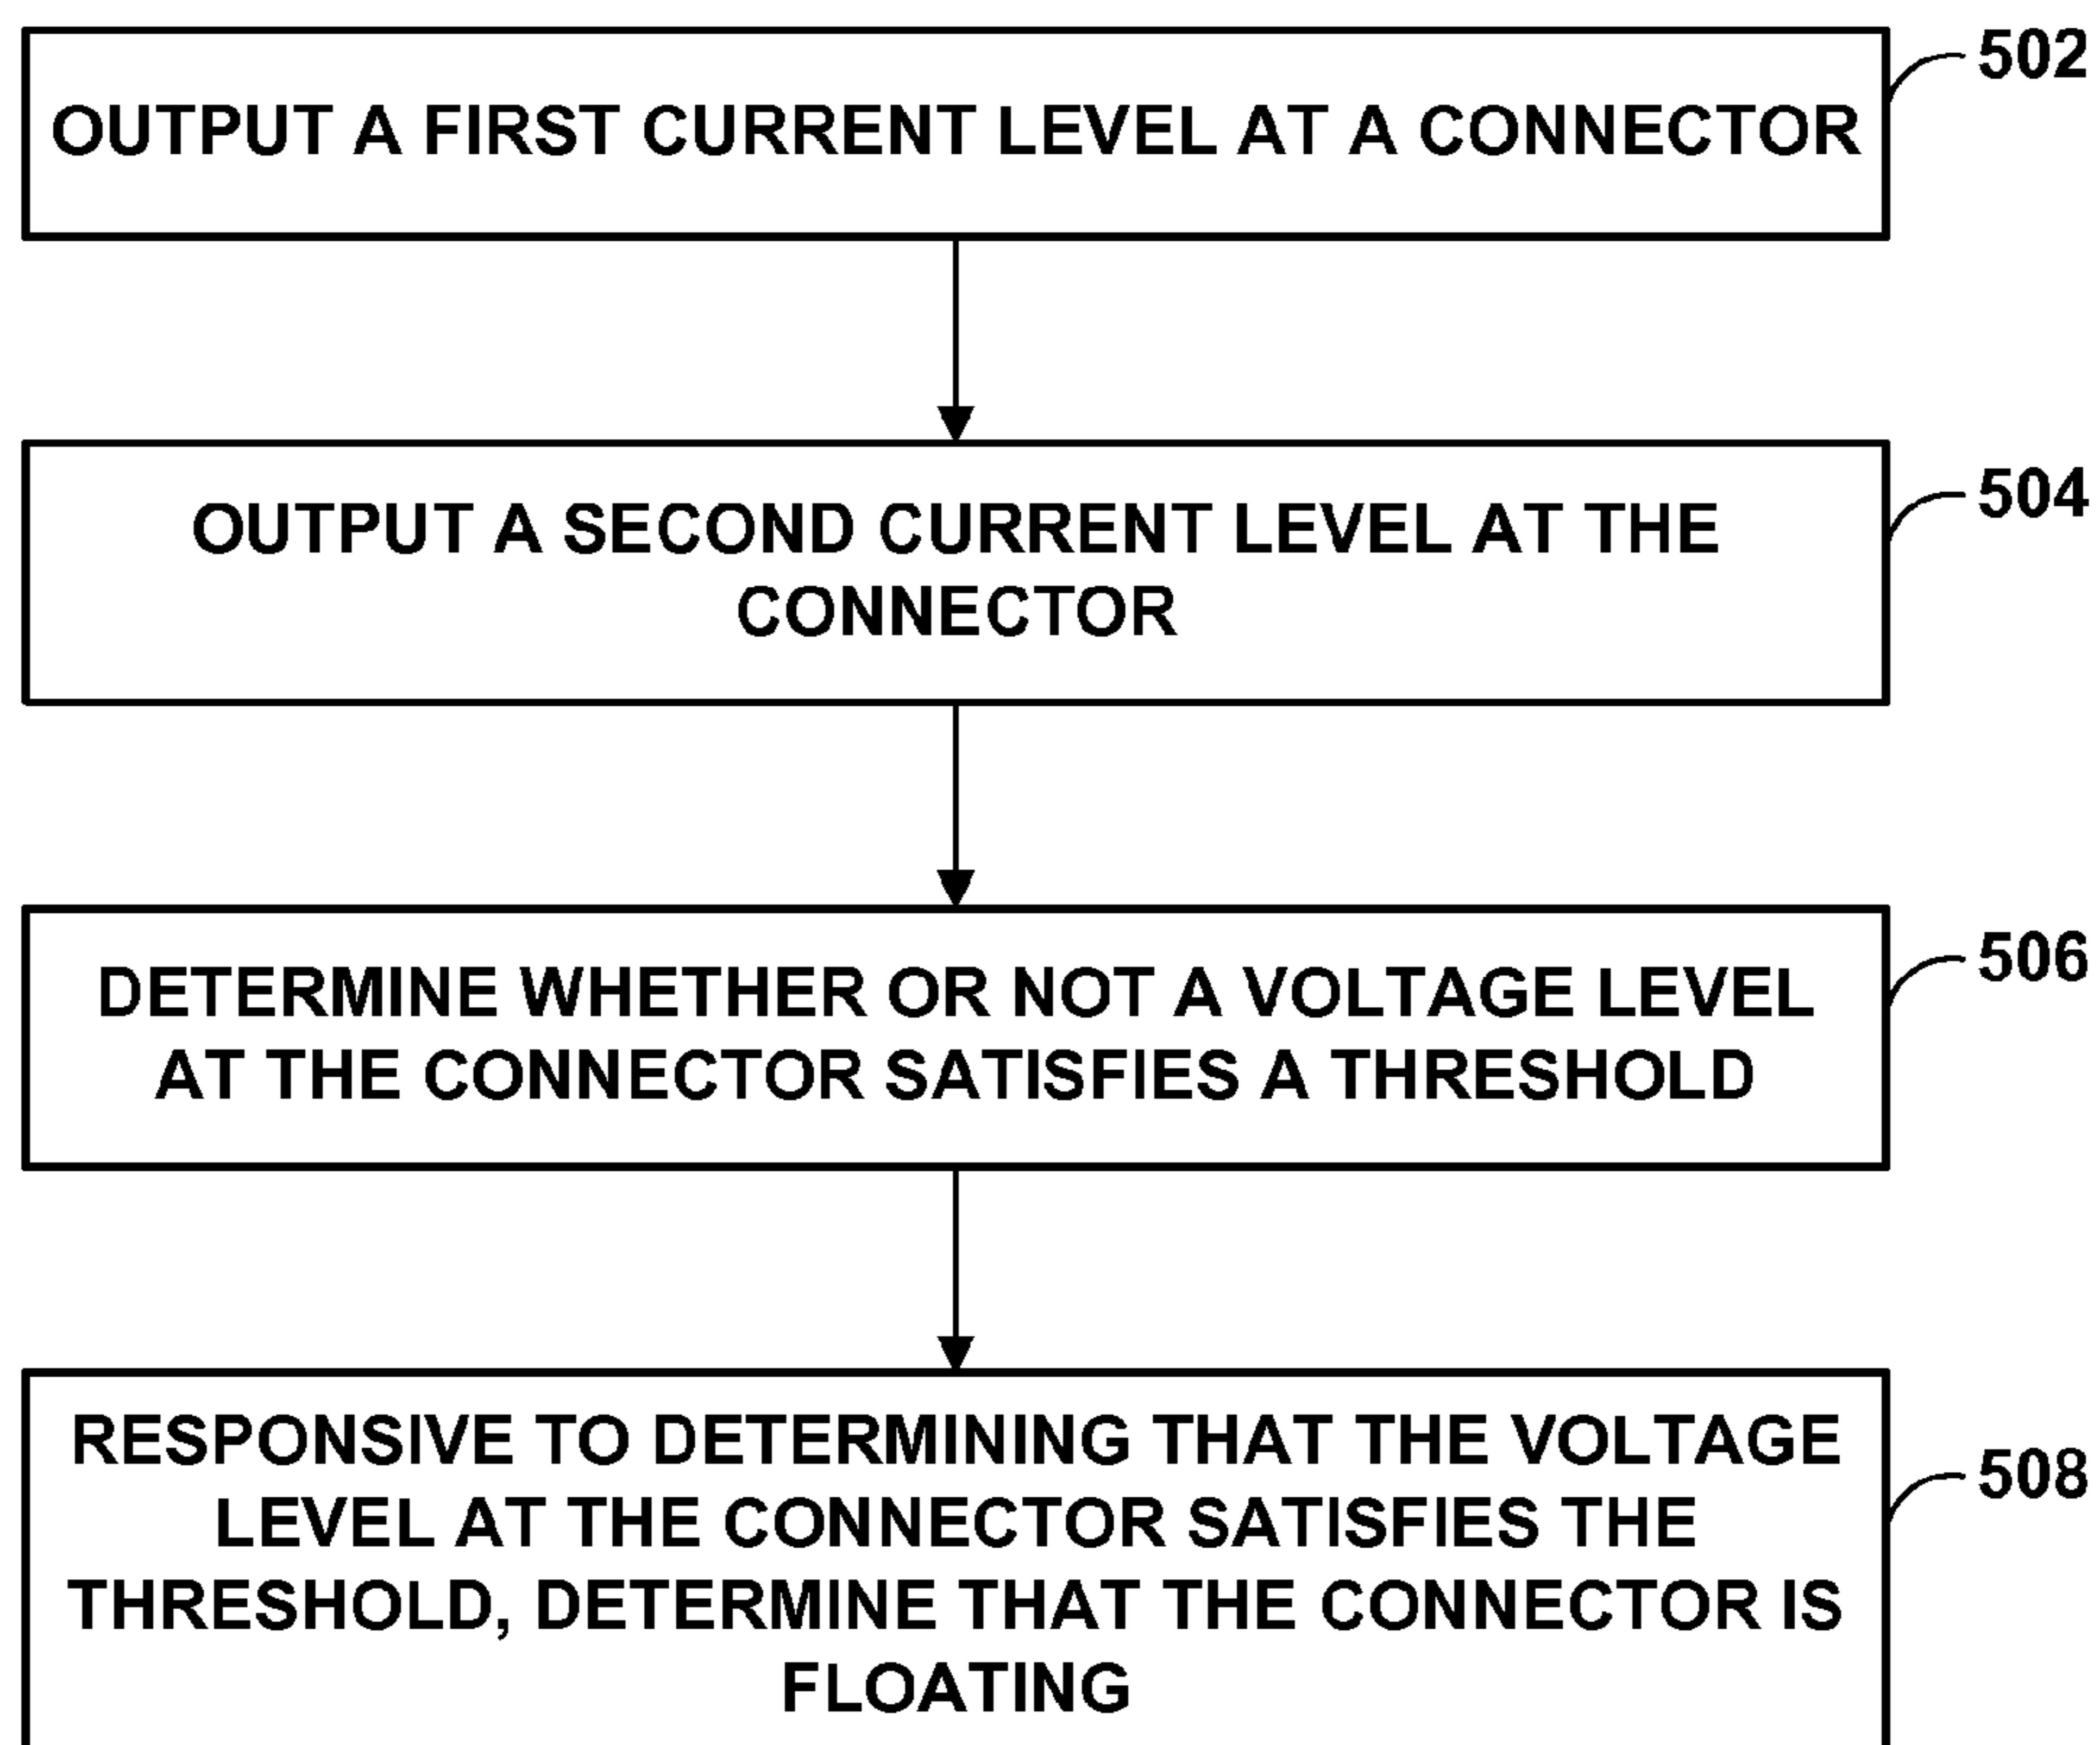 502
OUTPUT A FIRST CURRENT LEVEL AT A CONNECTOR
504
OUTPUT A SECOND CURRENT LEVEL AT THE
CONNECTOR
506
DETERMINE WHETHER OR NOT A VOLTAGE LEVEL
AT THE CONNECTOR SATISFIES A THRESHOLD
508
RESPONSIVE TO DETERMINING THAT THE VOLTAGE
LEVEL AT THE CONNECTOR SATISFIES THE
THRESHOLD, DETERMINE THAT THE CONNECTOR IS
FLOATING